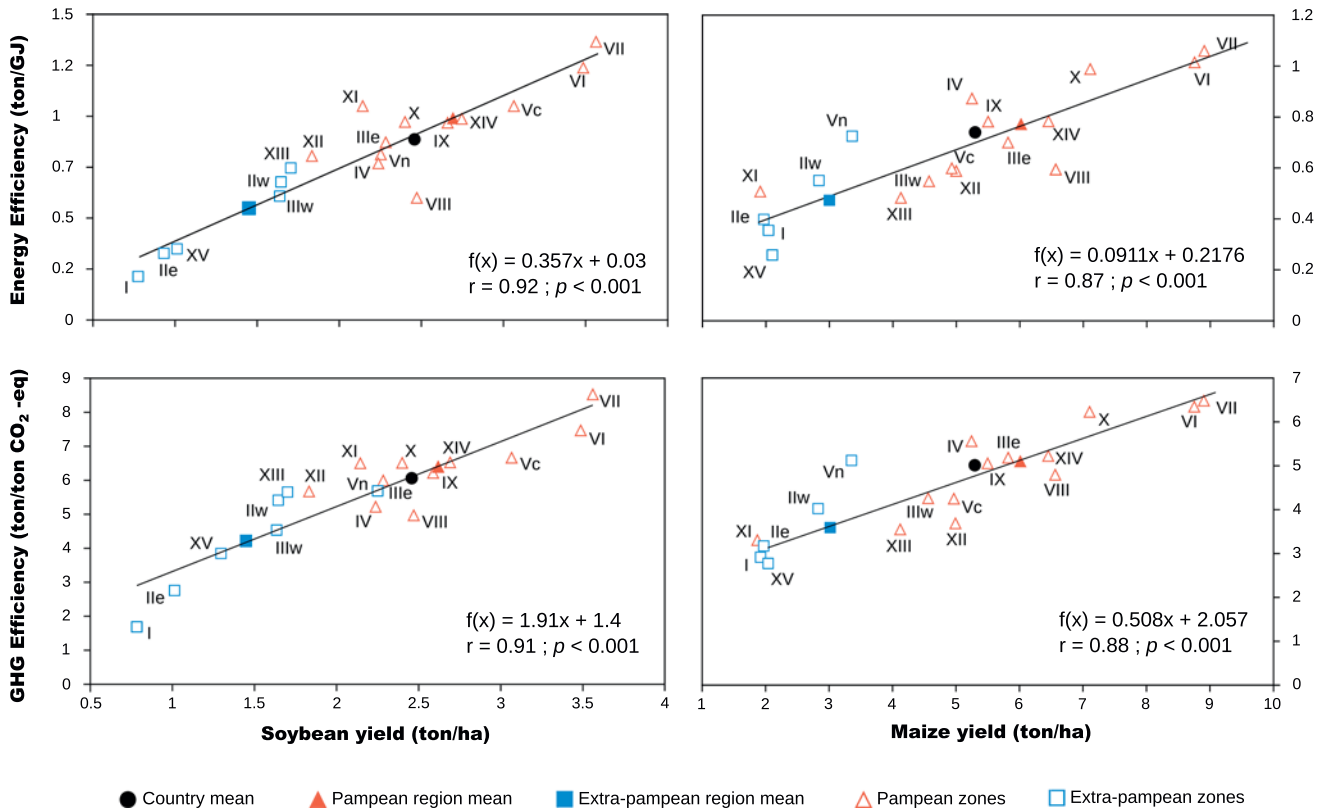 Energy Efficiency (ton/GJ)
1.5
1.2
1
0.7
0.5
0.2
0
VII
VI
XI
X
Vc
XIV
IX
IIIe
XII
Vn
XIII
IV
IIw
IIIw
VIII
XV
IIe
I
f(x) = 0.357x + 0.03
r = 0.92 ; p < 0.001
1.2
1
0.8
0.6
0.4
0.2
0
VII
X
VI
IV
IX
Vn
XIV
IIIe
Vc
IIw
VIII
XI
IIIw
XII
XIII
IIe
I
XV
f(x) = 0.0911x + 0.2176
r = 0.87 ; p < 0.001
GHG Efficiency (ton/ton CO2 -eq)
9
8
7
6
5
4
3
2
1
0
VII
VI
XI
X
XIV
Vc
XIII
XII
Vn
IIIe
IX
IIw
IV
VIII
XV
IIIw
IIe
I
f(x) = 1.91x + 1.4
r = 0.91 ; p < 0.001
0.5 1 1.5 2 2.5 3 3.5 4
Soybean yield (ton/ha)
7
6
5
4
3
2
1
0
VII
X
VI
IV
IIIe
XIV
Vn
IX
VIII
IIw
IIIw
Vc
XI
IIe
XIII
XII
I
XV
f(x) = 0.508x + 2.057
r = 0.88 ; p < 0.001
1 2 3 4 5 6 7 8 9 10
Maize yield (ton/ha)
Country mean Pampean region mean Extra-pampean region mean Pampean zones Extra-pampean zones